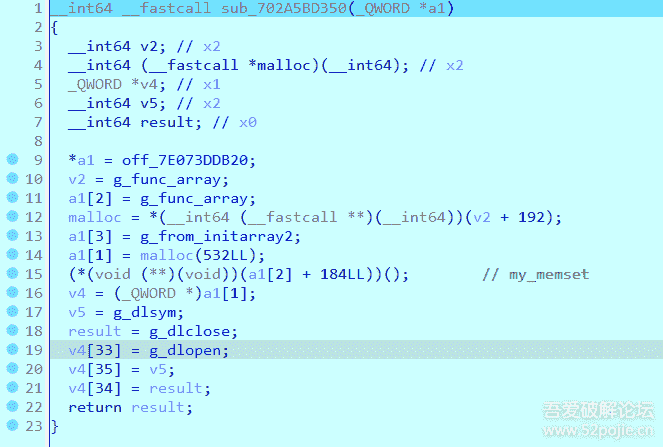 1 __int64 __fastcall sub_702A5BD350(_QWORD *a1)
2 {
3 __int64 v2; // x2
4 __int64 (__fastcall *malloc)(__int64); // x2
5 _QWORD *v4; // x1
6 __int64 v5; // x2
7 __int64 result; // x0
8
9 *a1 = off_7E073DDB20;
10 v2 = g_func_array;
11 a1[2] = g_func_array;
12 malloc = *(__int64 (__fastcall **)(__int64))(v2 + 192);
13 a1[3] = g_from_initarray2;
14 a1[1] = malloc(532LL);
15 (*(void (**)(void))(a1[2] + 184LL))(); // my_memset
16 v4 = (_QWORD *)a1[1];
17 v5 = g_dlsym;
18 result = g_dlclose;
19 v4[33] = g_dlopen;
20 v4[35] = v5;
21 v4[34] = result;
22 return result;
23 }
吾爱破解论坛
www.52pojie.cn